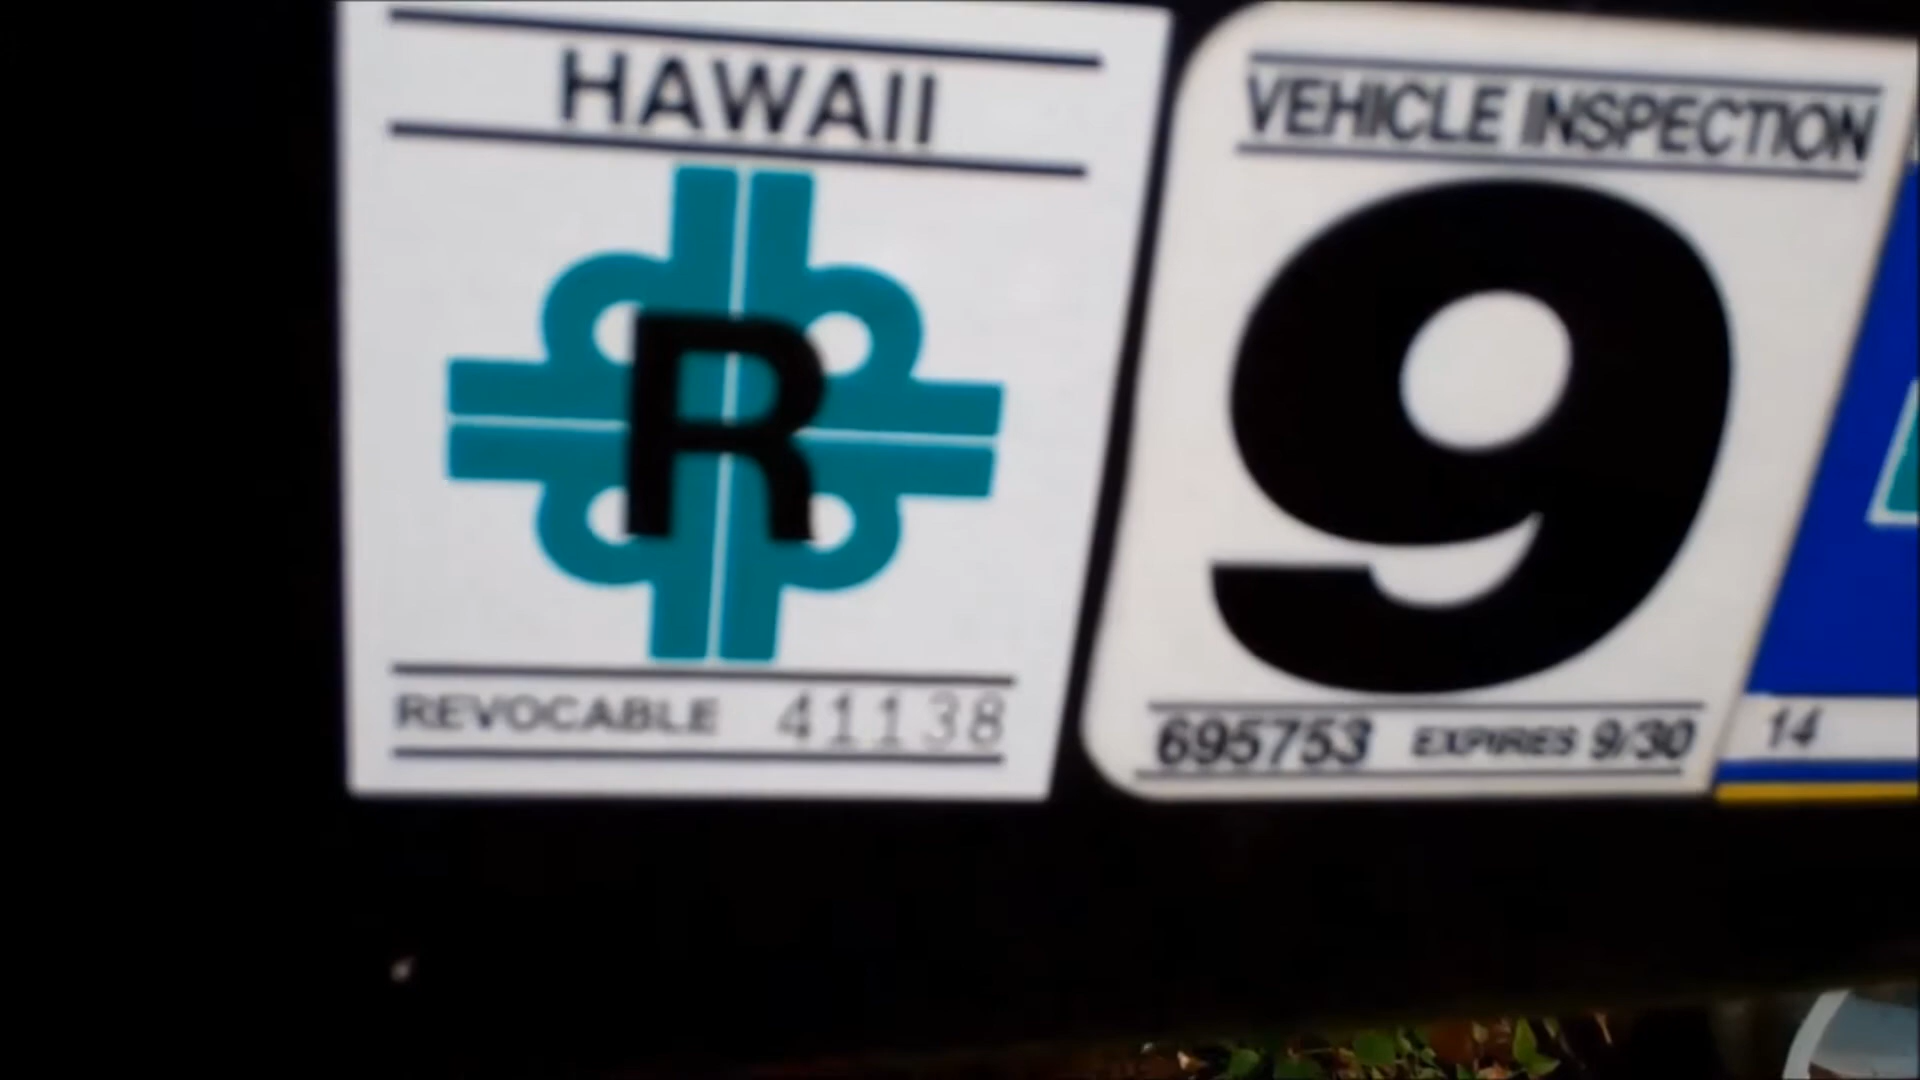 HAWAII
R
REVOCABLE 41138
VEHICLE INSPECTION
9
695753 EXPIRES 9/30
14